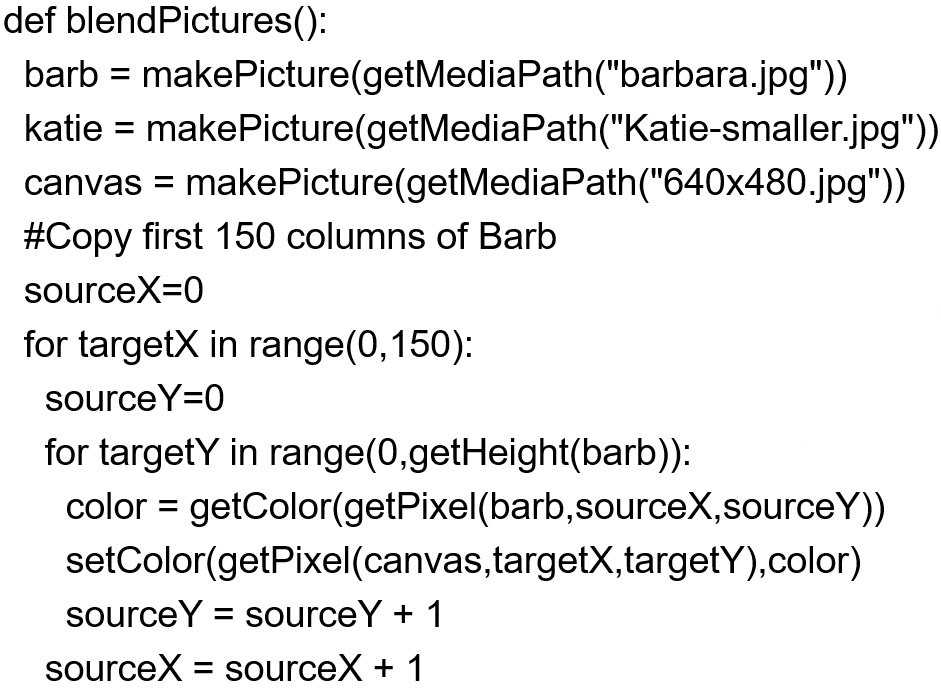 def blendPictures():
barb = makePicture(getMediaPath("barbara.jpg"))
katie = makePicture(getMediaPath("Katie-smaller.jpg"))
canvas = makePicture(getMediaPath("640x480.jpg"))
#Copy first 150 columns of Barb
sourceX=0
for targetX in range(0,150):
sourceY=0
for targetY in range(0,getHeight(barb)):
color = getColor(getPixel(barb,sourceX,sourceY))
setColor(getPixel(canvas,targetX,targetY),color)
sourceY = sourceY + 1
sourceX = sourceX + 1